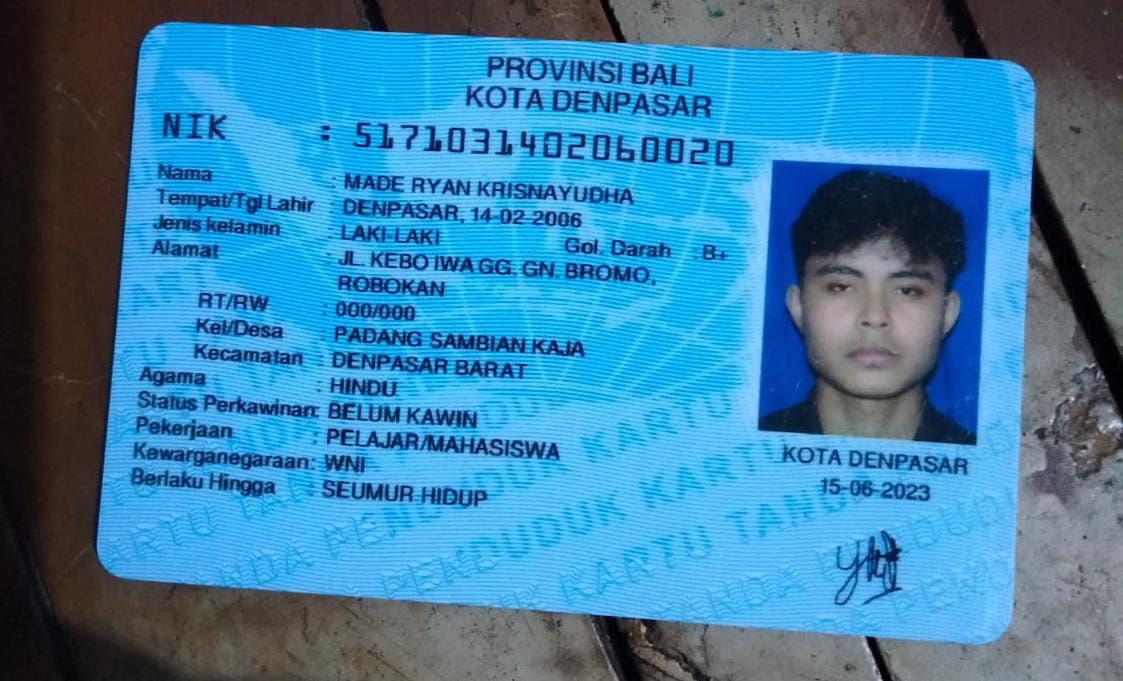 PROVINSI BALI
KOTA DENPASAR
NIK : 5171031402060020
Nama : MADE RYAN KRISNAYUDHA
Tempat/Tgl Lahir DENPASAR, 14-02-2006
Jenis kelamin : LAKI-LAKI Gol. Darah : B+
Alamat : JL. KEBO IWA GG. GN. BROMO,
ROBOKAN
RT/RW : 000/000
Kel/Desa : PADANG SAMBIAN KAJA
Kecamatan : DENPASAR BARAT
Agama : HINDU
Status Perkawinan: BELUM KAWIN
Pekerjaan : PELAJAR/MAHASISWA
Kewarganegaraan: WNI
Berlaku Hingga : SEUMUR HIDUP
KOTA DENPASAR
15-06-2023